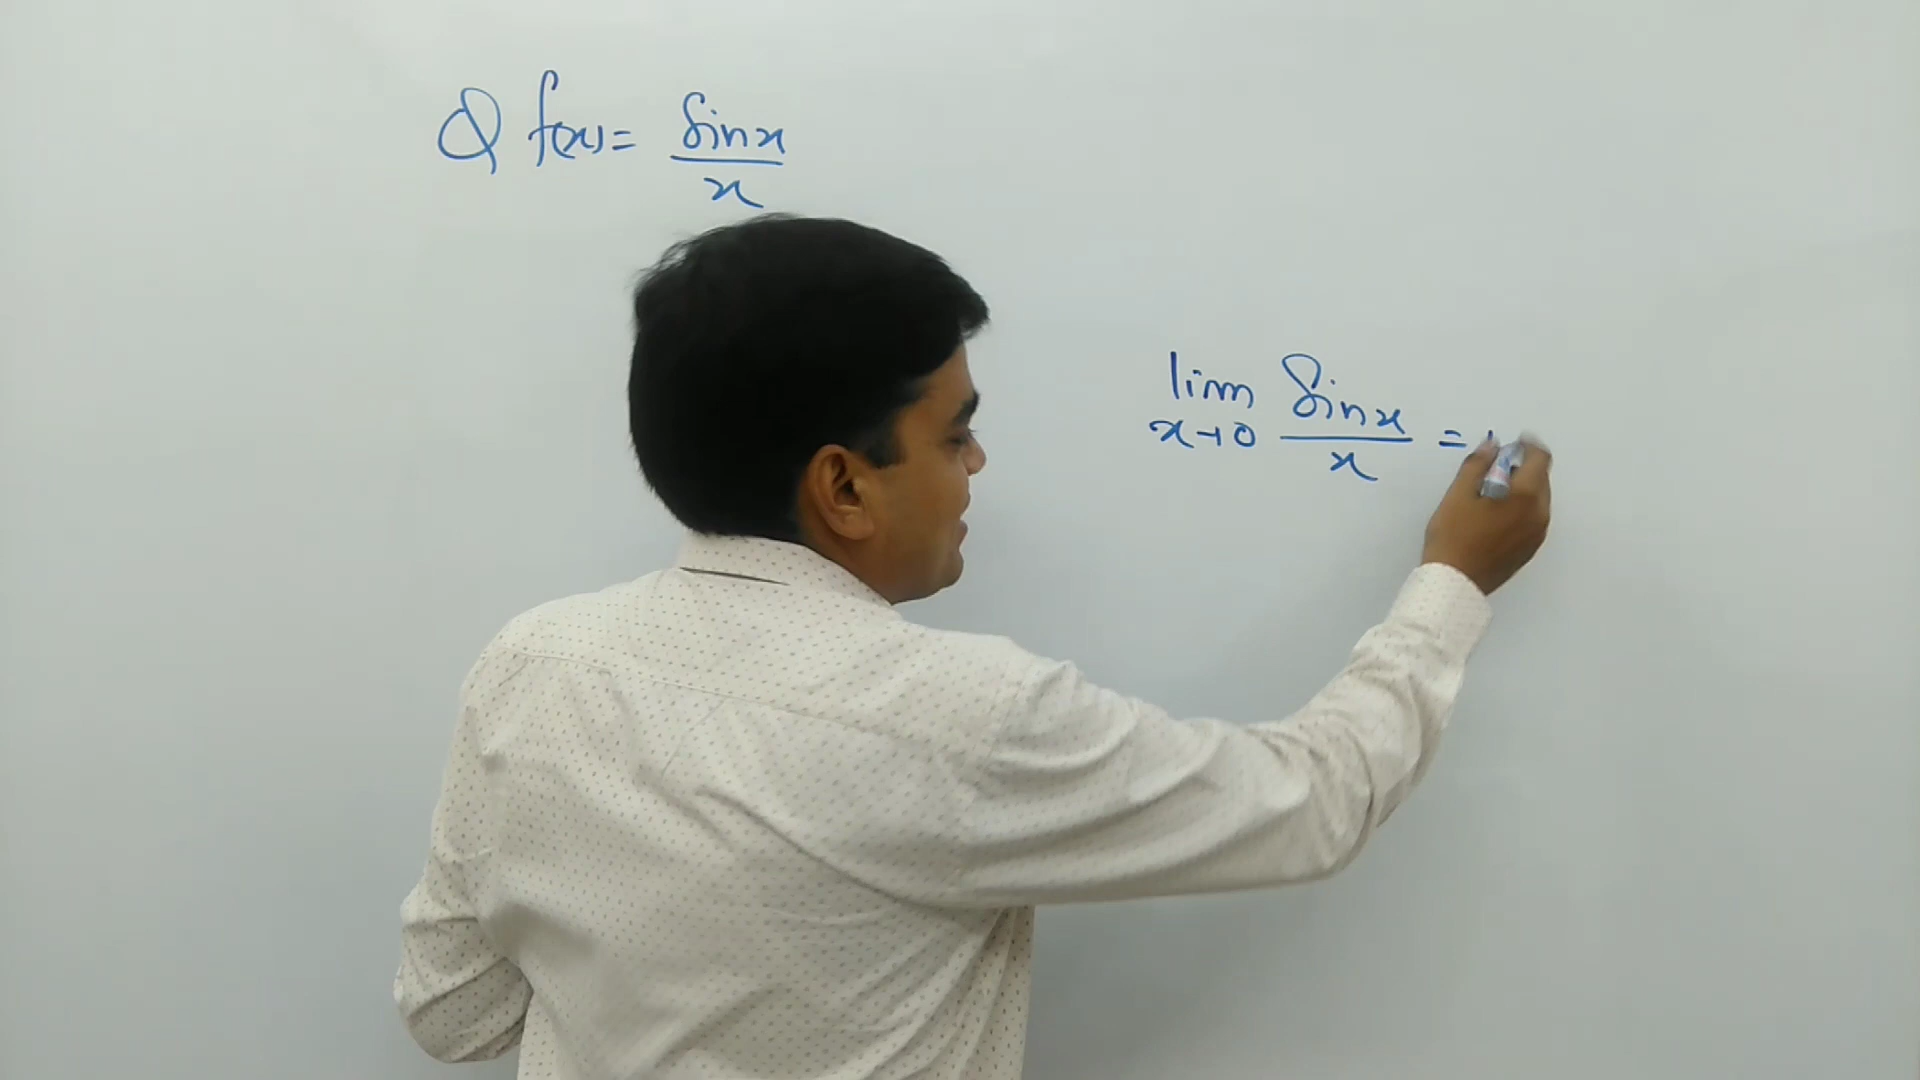 Q f(x) = sinx / x
lim x→0 sinx / x =